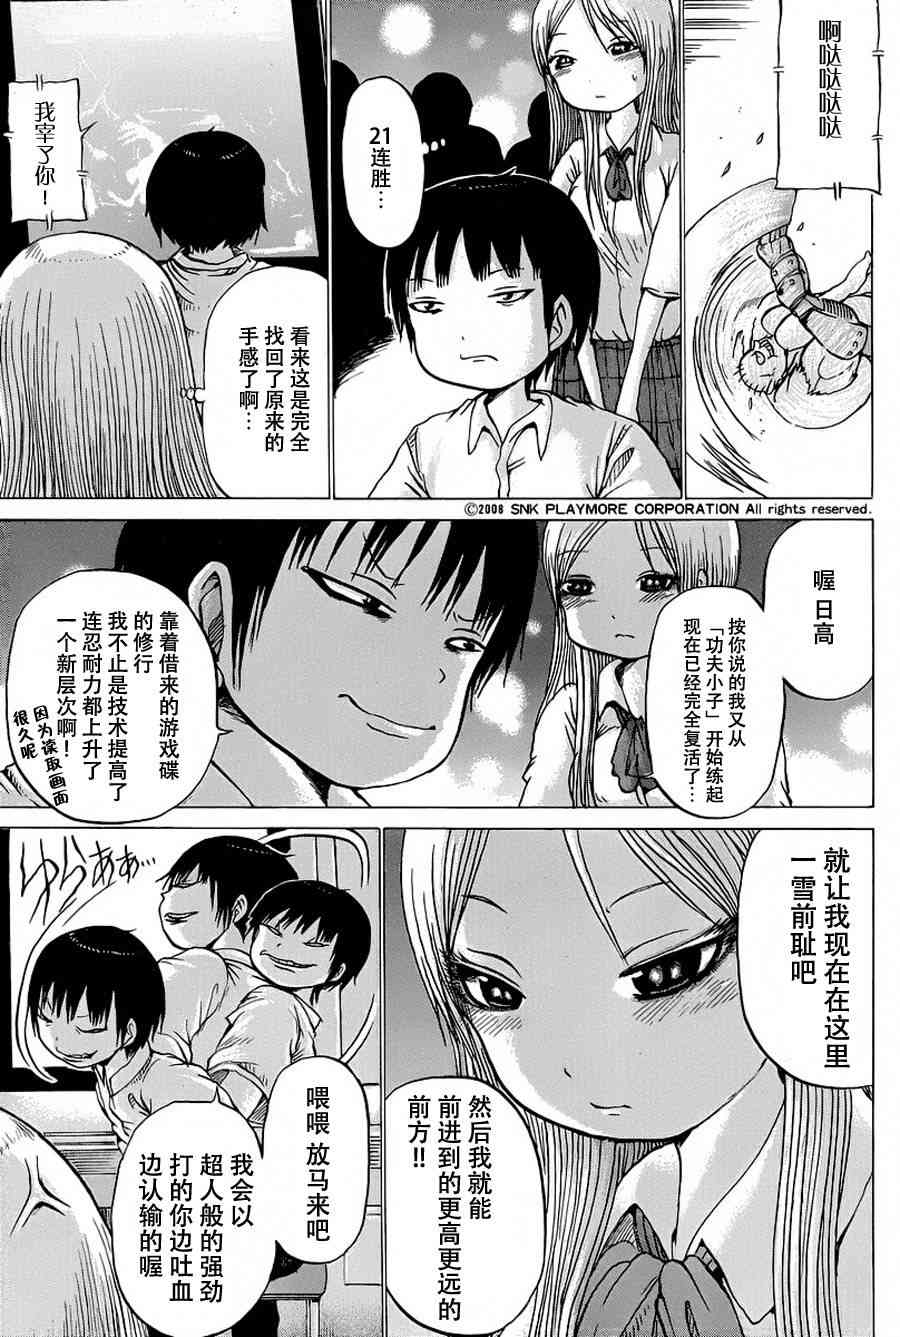 啊哒哒哒哒
21连胜…
…
我宰了你！
看来这是完全
找回了原来的
手感了啊…
©2008 SNK PLAYMORE CORPORATION All rights reserved.
喔日高
按你说的我又从
「功夫小子」开始练起
现在已经完全复活了…
靠着借来的游戏碟
的修行
我不止是技术提高了
连忍耐力都上升了
一个新层次啊！
因为读取画面
很久呢
就让我现在在这里
一雪前耻吧
然后我就能
前进到的更高更远的
前方!!
ゆらぁあ…
喂喂 放马来吧
我会以
超人般的强劲
打的你边吐血
边认输的喔